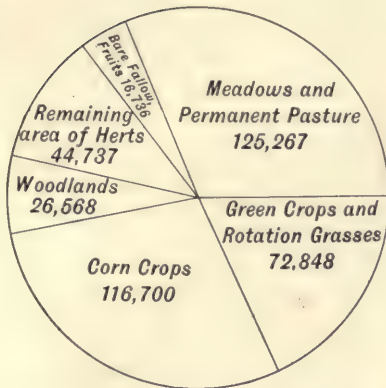 Bare Fallow,
Fruits 16,736
Meadows and
Permanent Pasture
125,267
Remaining
area of Herts
44,737
Woodlands
26,568
Green Crops and
Rotation Grasses
72,848
Corn Crops
116,700